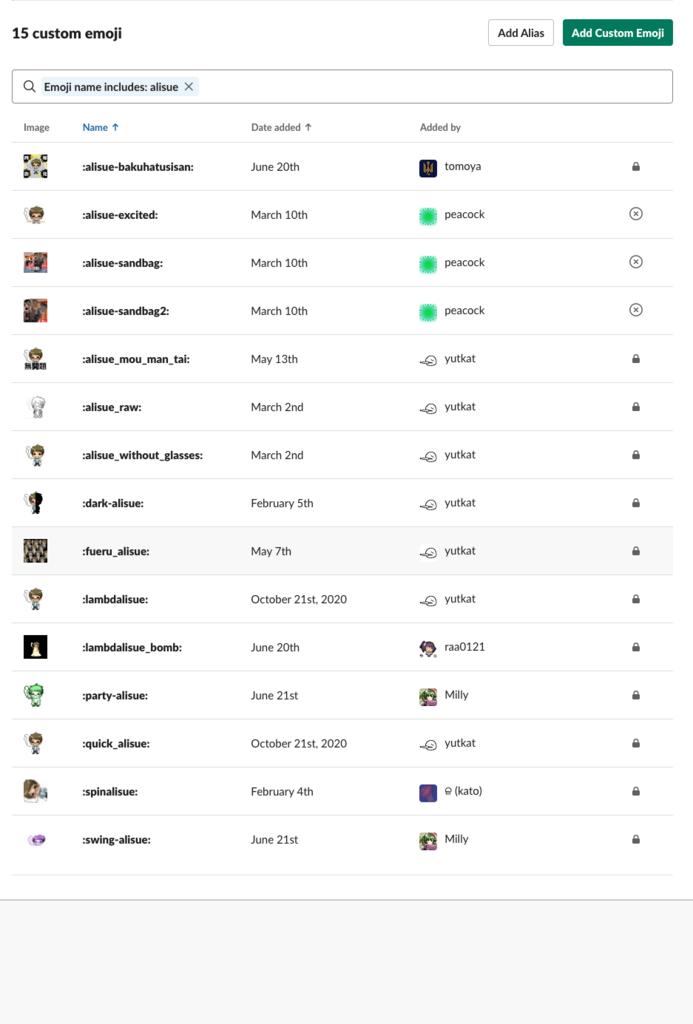 15 custom emoji
Add Alias
Add Custom Emoji
Emoji name includes: alisue
Image Name Date added Added by
:alisue-bakuhatusisan: June 20th tomoya
:alisue-excited: March 10th peacock
:alisue-sandbag: March 10th peacock
:alisue-sandbag2: March 10th peacock
無問題
:alisue_mou_man_tai: May 13th yutkat
:alisue_raw: March 2nd yutkat
:alisue_without_glasses: March 2nd yutkat
:dark-alisue: February 5th yutkat
:fueru_alisue: May 7th yutkat
:lambdalisue: October 21st, 2020 yutkat
:lambdalisue_bomb: June 20th raa0121
:party-alisue: June 21st Milly
:quick_alisue: October 21st, 2020 yutkat
:spinalisue: February 4th (kato)
:swing-alisue: June 21st Milly